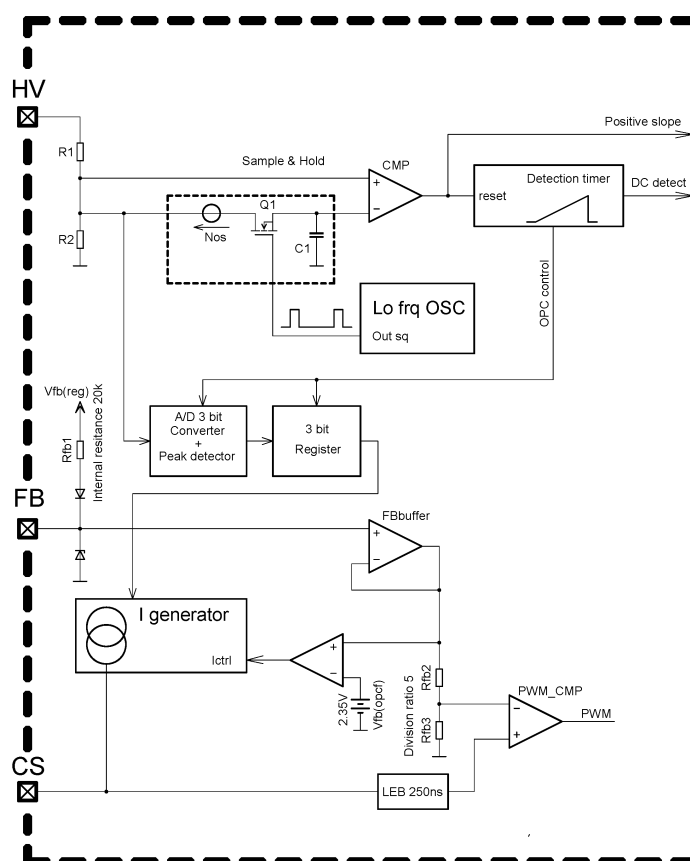 HV
Positive slope
R1
Sample & Hold
CMP
Detection timer
DC detect
reset
Q1
R2
Nos
C1
OPC control
Lo frq OSC
Out sq
Vfb(reg)
Internal resitance 20k
Rfb1
A/D 3 bit
Converter
+
Peak detector
3 bit
Register
FB
FBbuffer
+
−
+
−
I generator
Ictrl
+
−
2.35V
Vfb(opcf)
Division ratio 5
Rfb2
Rfb3
PWM_CMP
−
+
PWM
CS
LEB 250ns